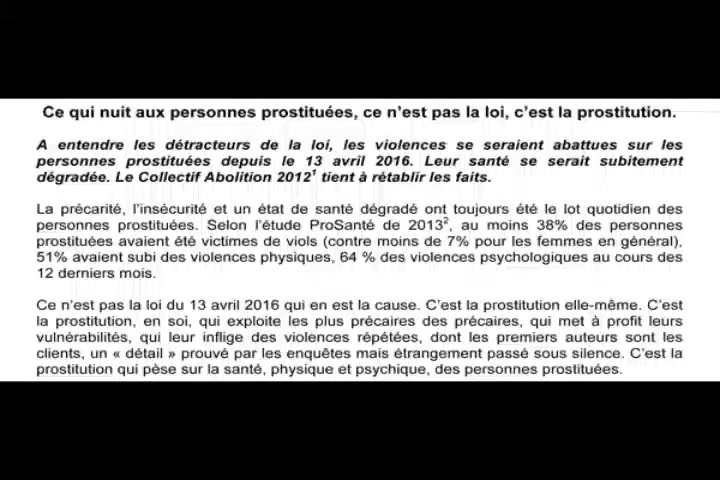 Ce qui nuit aux personnes prostituées, ce n'est pas la loi, c'est la prostitution.
A entendre les détracteurs de la loi, les violences se seraient abattues sur les
personnes prostituées depuis le 13 avril 2016. Leur santé se serait subitement
dégradée. Le Collectif Abolition 2012¹ tient à rétablir les faits.
La précarité, l'insécurité et un état de santé dégradé ont toujours été le lot quotidien des
personnes prostituées. Selon l'étude ProSanté de 2013², au moins 38% des personnes
prostituées avaient été victimes de viols (contre moins de 7% pour les femmes en général),
51% avaient subi des violences physiques, 64 % des violences psychologiques au cours des
12 derniers mois.
Ce n'est pas la loi du 13 avril 2016 qui en est la cause. C'est la prostitution elle-même. C'est
la prostitution, en soi, qui exploite les plus précaires des précaires, qui met à profit leurs
vulnérabilités, qui leur inflige des violences répétées, dont les premiers auteurs sont les
clients, un « détail » prouvé par les enquêtes mais étrangement passé sous silence. C'est la
prostitution qui pèse sur la santé, physique et psychique, des personnes prostituées.